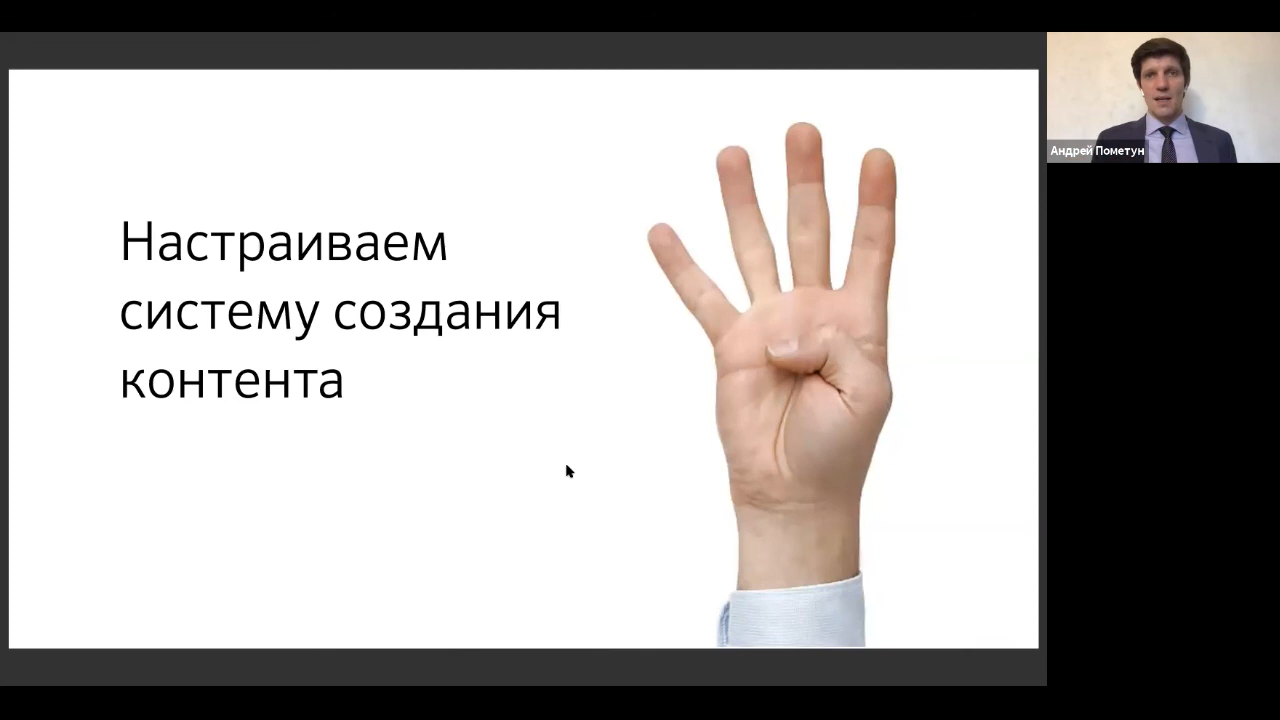 Настраиваем
систему создания
контента
Андрей Пометун